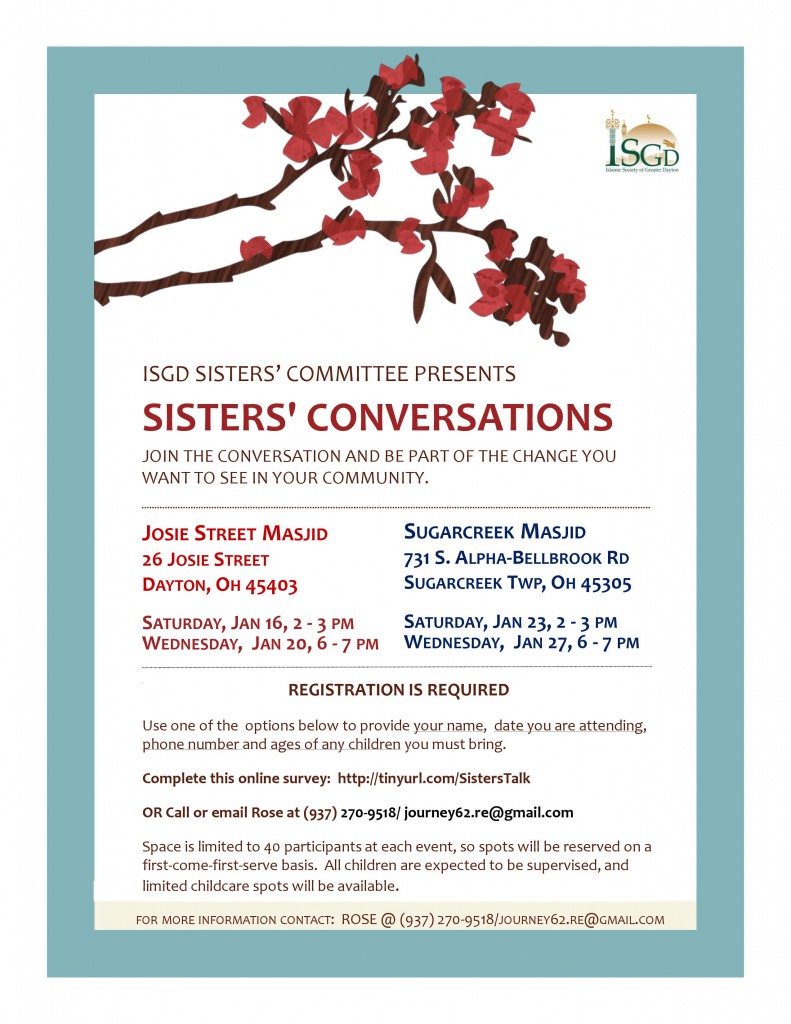 ISGD
Islamic Society of Greater Dayton
ISGD SISTERS’ COMMITTEE PRESENTS
SISTERS' CONVERSATIONS
JOIN THE CONVERSATION AND BE PART OF THE CHANGE YOU
WANT TO SEE IN YOUR COMMUNITY.
JOSIE STREET MASJID
26 JOSIE STREET
DAYTON, OH 45403
SATURDAY, JAN 16, 2 - 3 PM
WEDNESDAY,  JAN 20, 6 - 7 PM
SUGARCREEK MASJID
731 S. ALPHA-BELLBROOK RD
SUGARCREEK TWP, OH 45305
SATURDAY, JAN 23, 2 - 3 PM
WEDNESDAY,  JAN 27, 6 - 7 PM
REGISTRATION IS REQUIRED
Use one of the  options below to provide your name,  date you are attending,
phone number and ages of any children you must bring.
Complete this online survey:  http://tinyurl.com/SistersTalk
OR Call or email Rose at (937) 270-9518/ journey62.re@gmail.com
Space is limited to 40 participants at each event, so spots will be reserved on a
first-come-first-serve basis.  All children are expected to be supervised, and
limited childcare spots will be available.
FOR MORE INFORMATION CONTACT:  ROSE @ (937) 270-9518/JOURNEY62.RE@GMAIL.COM